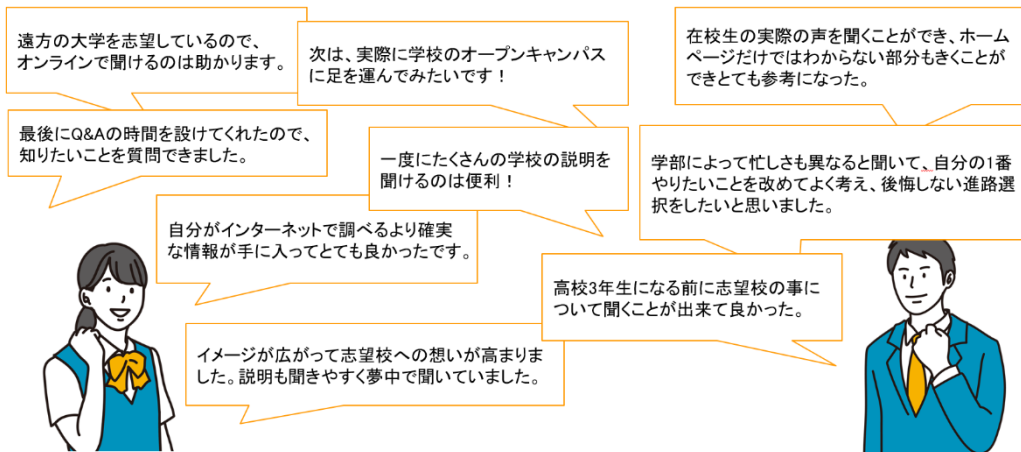 遠方の大学を志望しているので、
オンラインで聞けるのは助かります。
次は、実際に学校のオープンキャンパス
に足を運んでみたいです！
在校生の実際の声を聞くことができ、ホーム
ページだけではわからない部分もきくことが
できとても参考になった。
最後にQ&Aの時間を設けてくれたので、
知りたいことを質問できました。
一度にたくさんの学校の説明を
聞けるのは便利！
学部によって忙しさも異なると聞いて、自分の1番
やりたいことを改めてよく考え、後悔しない進路選
択をしたいと思いました。
自分がインターネットで調べるより確実
な情報が手に入ってとても良かったです。
高校3年生になる前に志望校の事に
ついて聞くことが出来て良かった。
イメージが広がって志望校への想いが高まりま
した。説明も聞きやすく夢中で聞いていました。